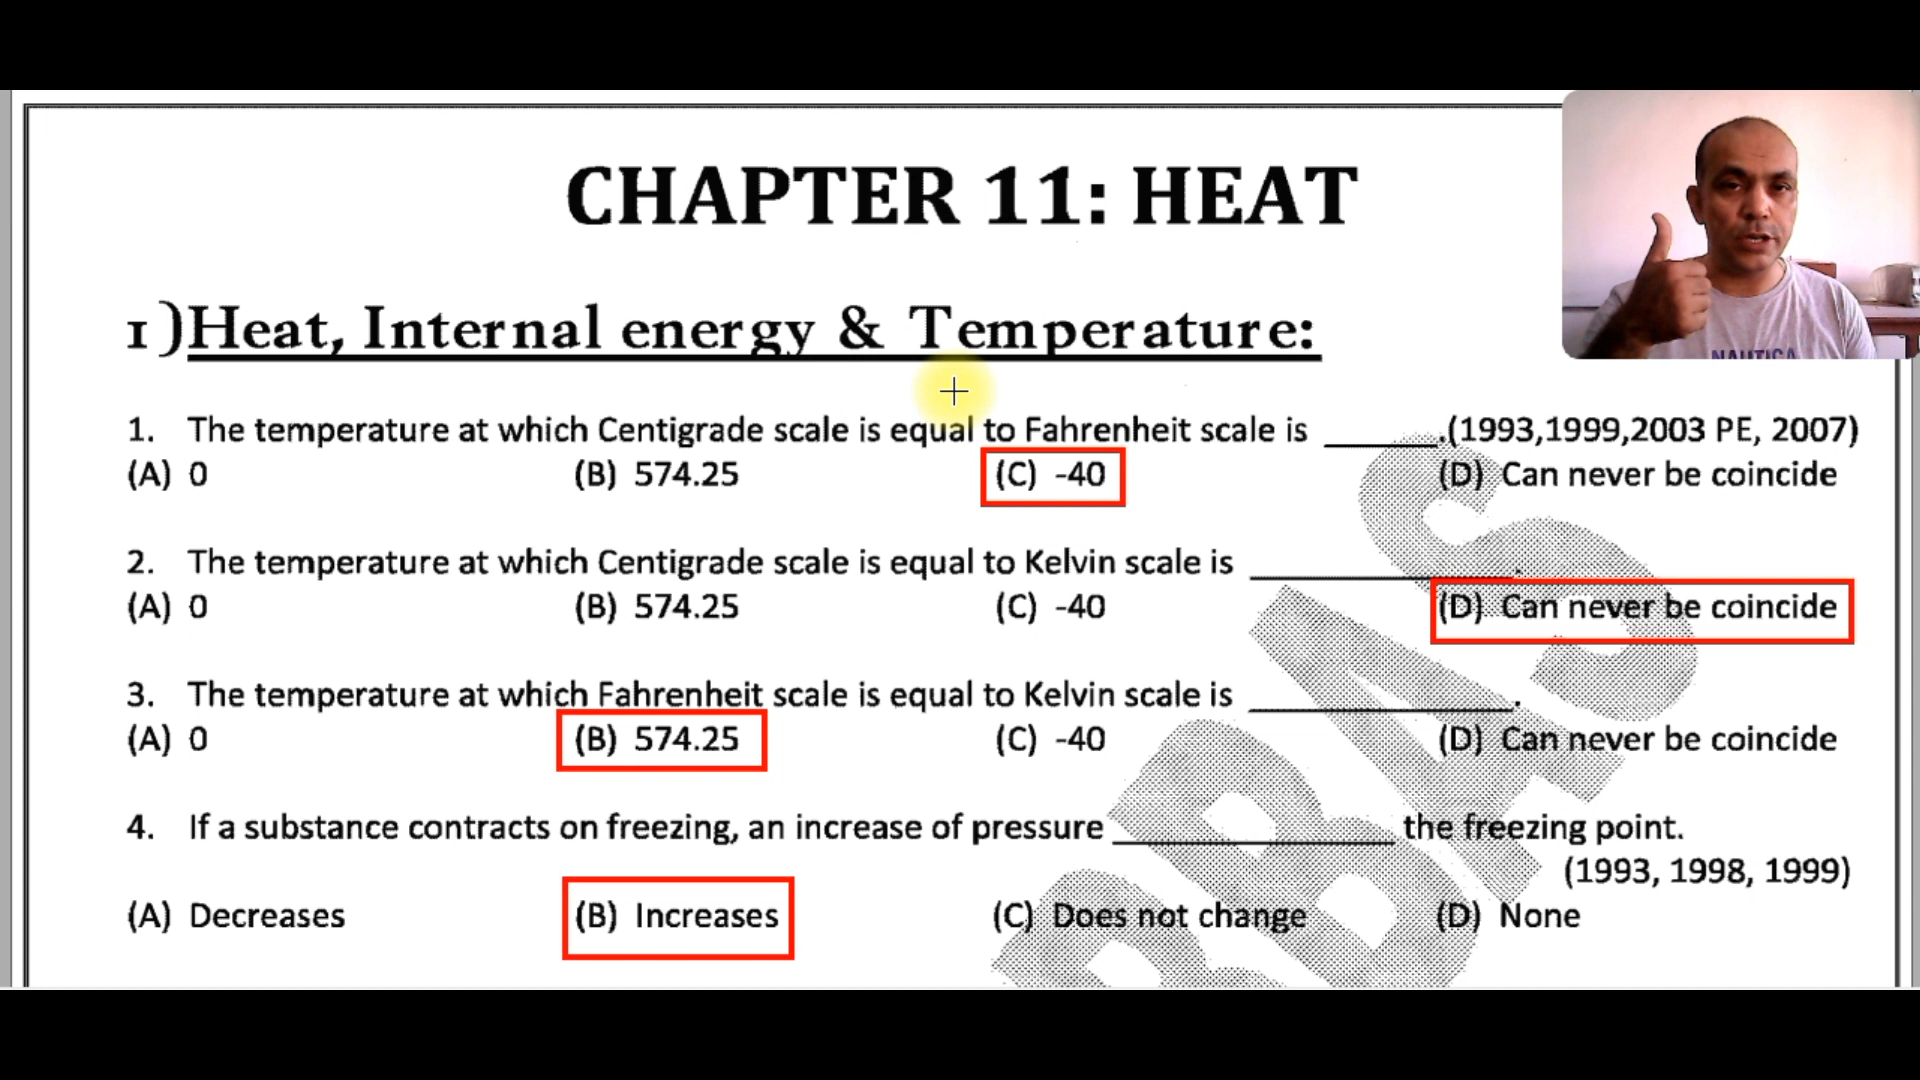 CHAPTER 11: HEAT
1)Heat, Internal energy & Temperature:
NAUTICA
1. The temperature at which Centigrade scale is equal to Fahrenheit scale is ______.(1993,1999,2003 PE, 2007)
(A) 0 (B) 574.25 (C) -40 (D) Can never be coincide
2. The temperature at which Centigrade scale is equal to Kelvin scale is ______________.
(A) 0 (B) 574.25 (C) -40 (D) Can never be coincide
3. The temperature at which Fahrenheit scale is equal to Kelvin scale is ______________.
(A) 0 (B) 574.25 (C) -40 (D) Can never be coincide
4. If a substance contracts on freezing, an increase of pressure ______________ the freezing point.
(1993, 1998, 1999)
(A) Decreases (B) Increases (C) Does not change (D) None